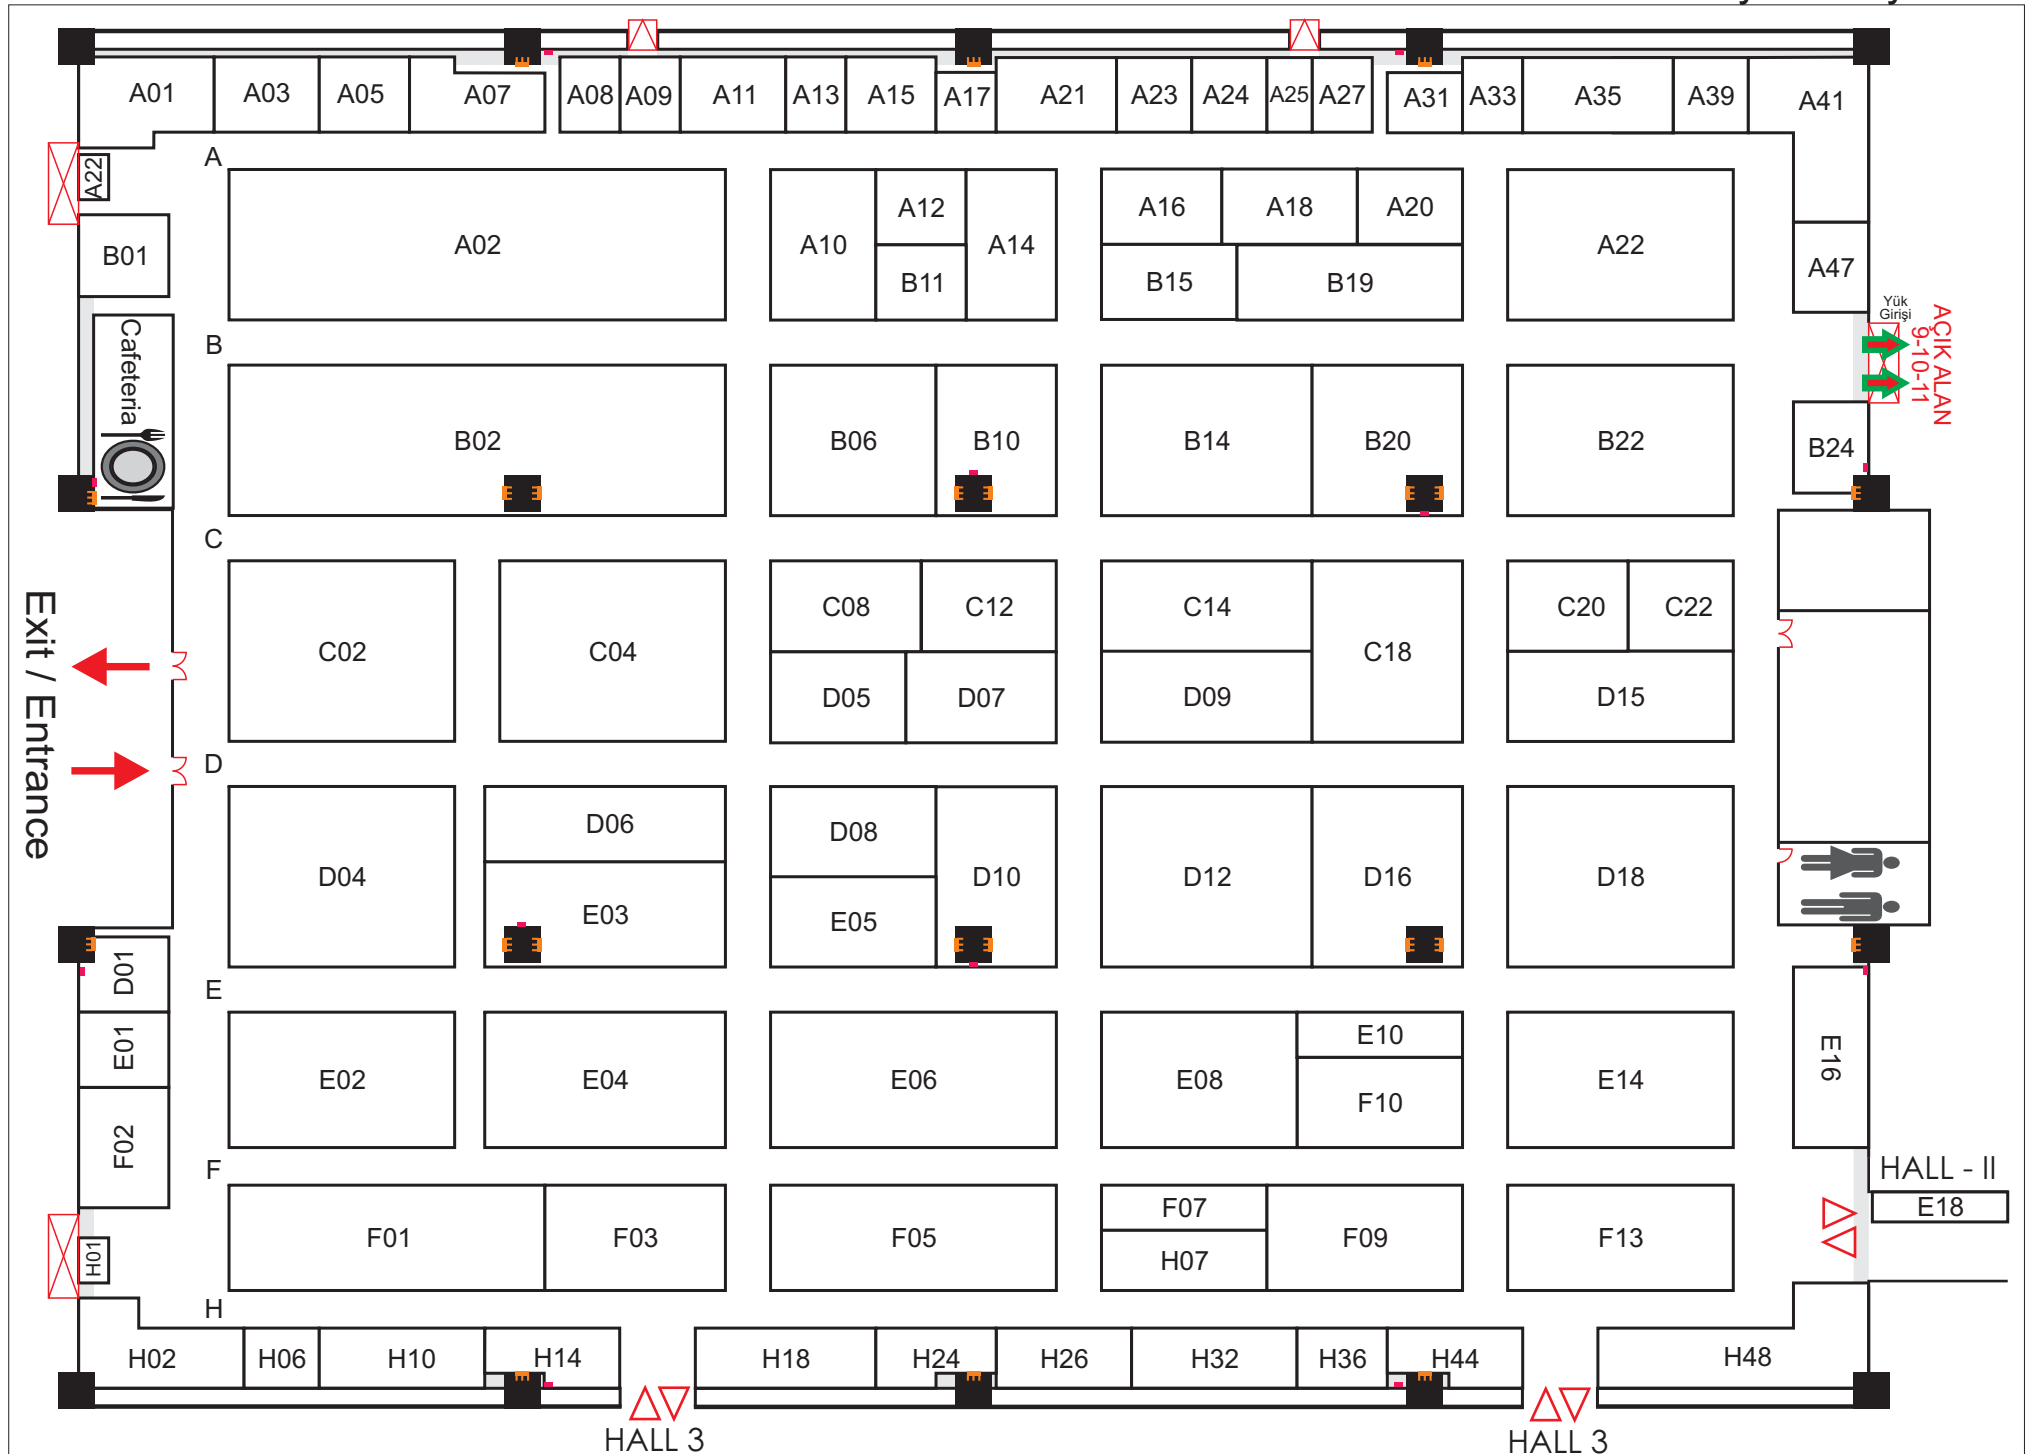 A01 A03 A05 A07 A08 A09 A11 A13 A15 A17 A21 A23 A24 A25 A27 A31 A33 A35 A39 A41
A
A22
A12 A16 A18 A20
B01 A02 A10 A14 A22 A47
B11 B15 B19
Yük
Girişi
AÇIK ALAN
9-10-11
B
Cafeteria
B02 B06 B10 B14 B20 B22 B24
C
C08 C12 C14 C20 C22
C02 C04 C18
D05 D07 D09 D15
Exit / Entrance
D
D06 D08
D04 D10 D12 D16 D18
E03 E05
D01
E
E01
E10
E02 E04 E06 E08 E14 E16
F10
F02
F
HALL - II
E18
F07
F01 F03 F05 F09 F13
H07
H01
H
H02 H06 H10 H14 H18 H24 H26 H32 H36 H44 H48
HALL 3 HALL 3